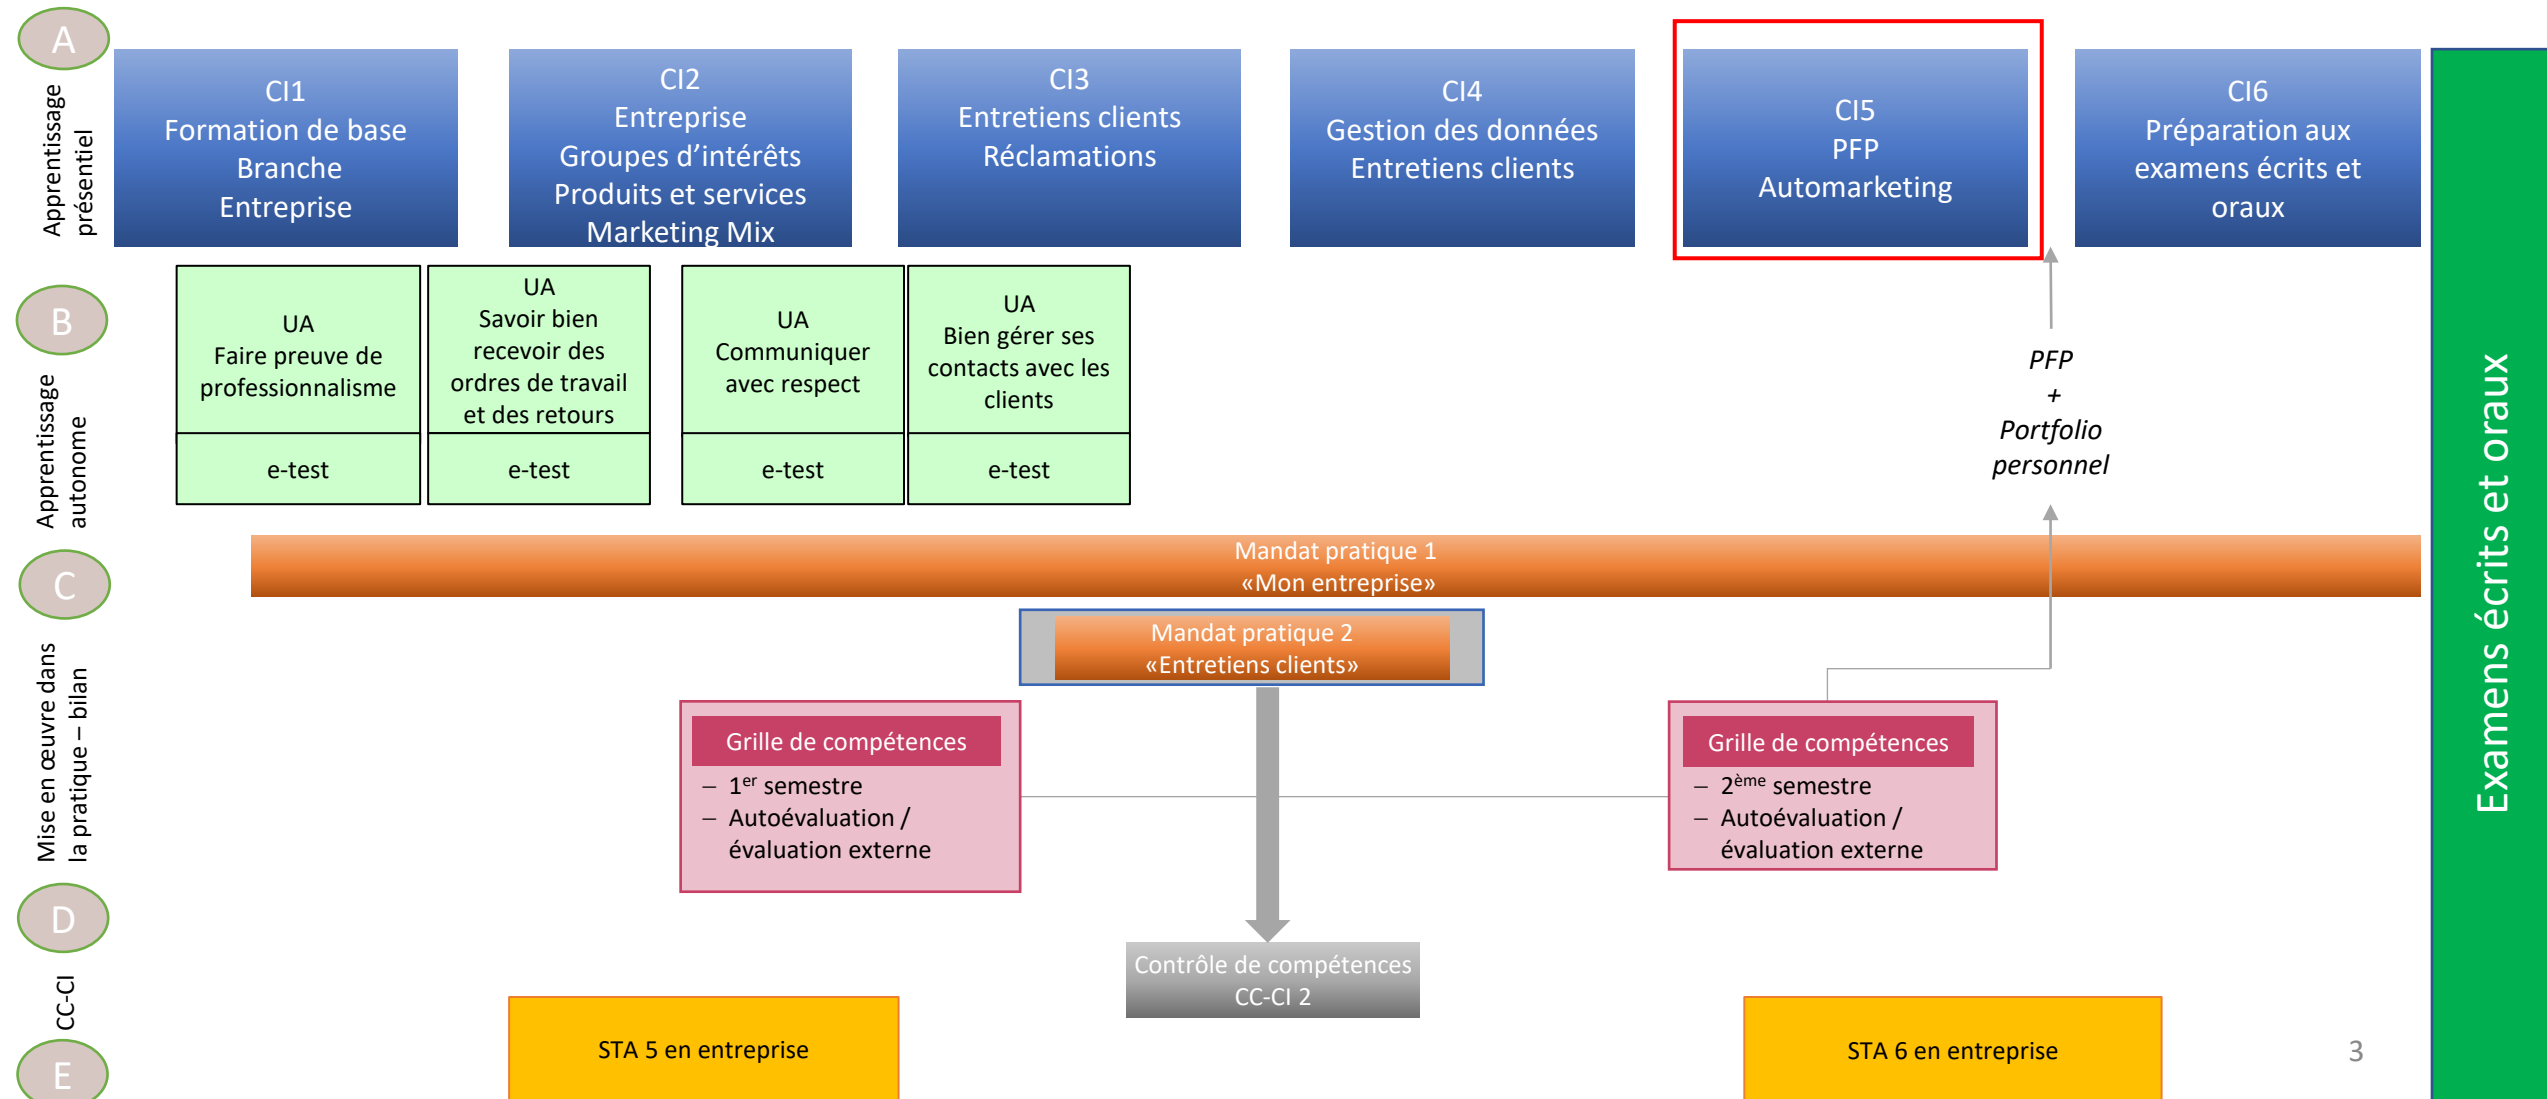 A
Apprentissage
présentiel
CI1
Formation de base
Branche
Entreprise
CI2
Entreprise
Groupes d’intérêts
Produits et services
Marketing Mix
CI3
Entretiens clients
Réclamations
CI4
Gestion des données
Entretiens clients
CI5
PFP
Automarketing
CI6
Préparation aux
examens écrits et
oraux
B
Apprentissage
autonome
UA
Faire preuve de
professionnalisme
e-test
UA
Savoir bien
recevoir des
ordres de travail
et des retours
e-test
UA
Communiquer
avec respect
e-test
UA
Bien gérer ses
contacts avec les
clients
e-test
PFP
+
Portfolio
personnel
C
Mise en œuvre dans
la pratique – bilan
Mandat pratique 1
«Mon entreprise»
Mandat pratique 2
«Entretiens clients»
Grille de compétences
– 1er semestre
– Autoévaluation /
évaluation externe
Grille de compétences
– 2ème semestre
– Autoévaluation /
évaluation externe
D
CC-CI
Contrôle de compétences
CC-CI 2
E
STA 5 en entreprise
STA 6 en entreprise
3
Examens écrits et oraux